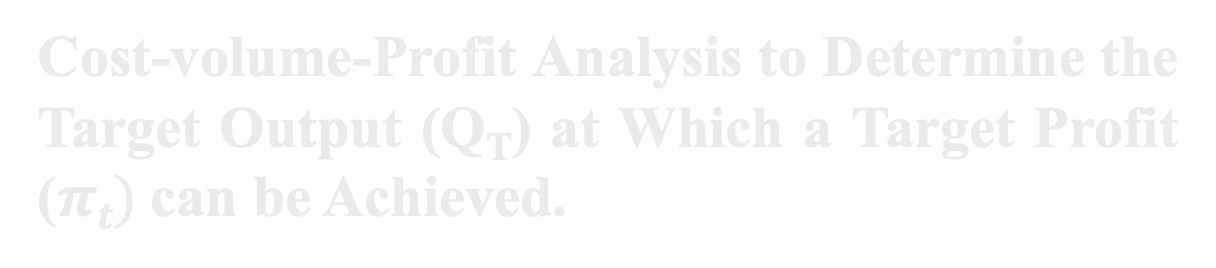 Cost-volume-Profit Analysis to Determine the
Target Output (Q_T) at Which a Target Profit
(π_t) can be Achieved.